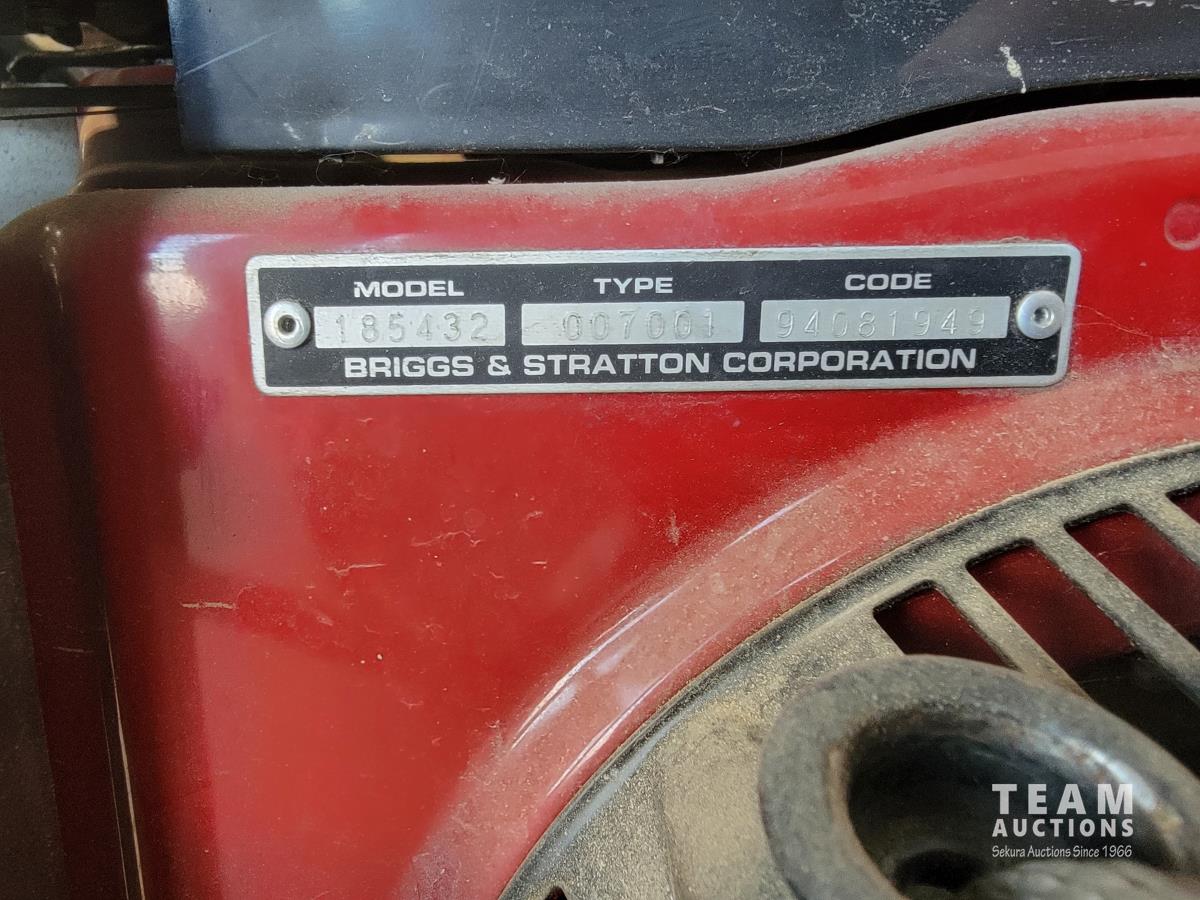 MODEL TYPE CODE
185432 007001 94081949
BRIGGS & STRATTON CORPORATION
TEAM
AUCTIONS
Sekura Auctions Since 1966